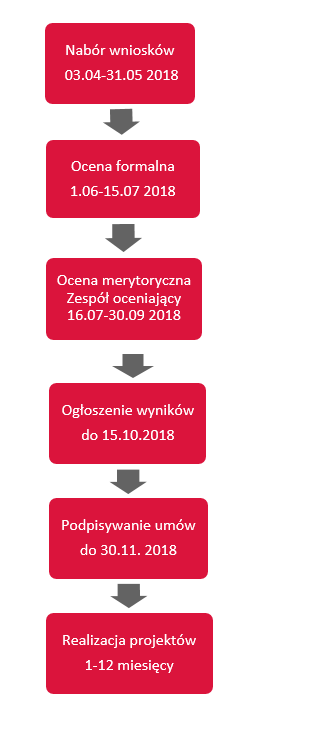 Nabór wniosków
03.04-31.05 2018
Ocena formalna
1.06-15.07 2018
Ocena merytoryczna
Zespół oceniający
16.07-30.09 2018
Ogłoszenie wyników
do 15.10.2018
Podpisywanie umów
do 30.11. 2018
Realizacja projektów
1-12 miesięcy